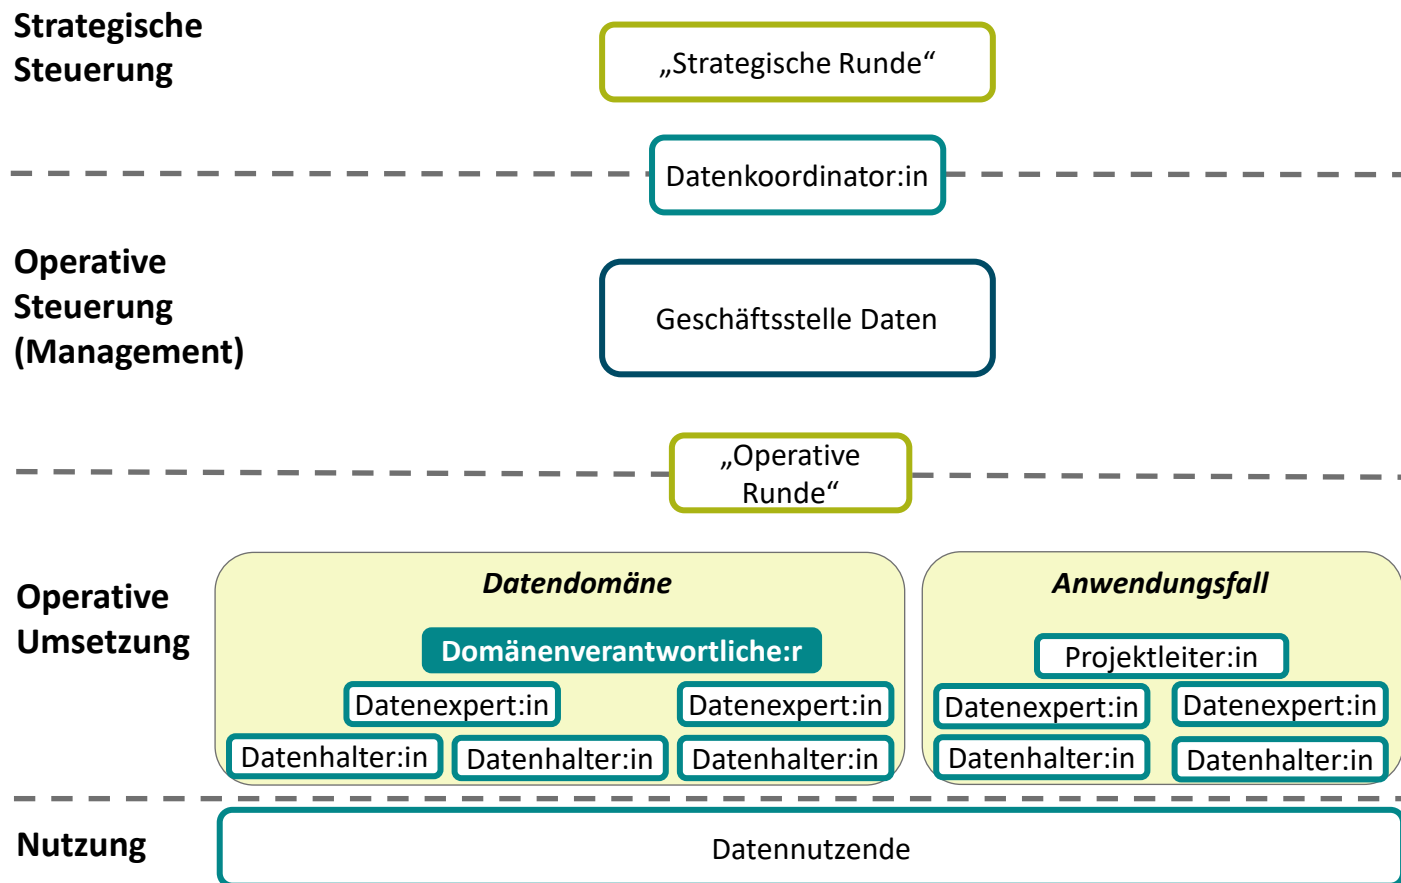 Strategische
Steuerung
„Strategische Runde“
Datenkoordinator:in
Operative
Steuerung
(Management)
Geschäftsstelle Daten
„Operative
Runde“
Operative
Umsetzung
Datendomäne
Domänenverantwortliche:r
Datenexpert:in
Datenexpert:in
Datenhalter:in
Datenhalter:in
Datenhalter:in
Anwendungsfall
Projektleiter:in
Datenexpert:in
Datenexpert:in
Datenhalter:in
Datenhalter:in
Nutzung
Datennutzende